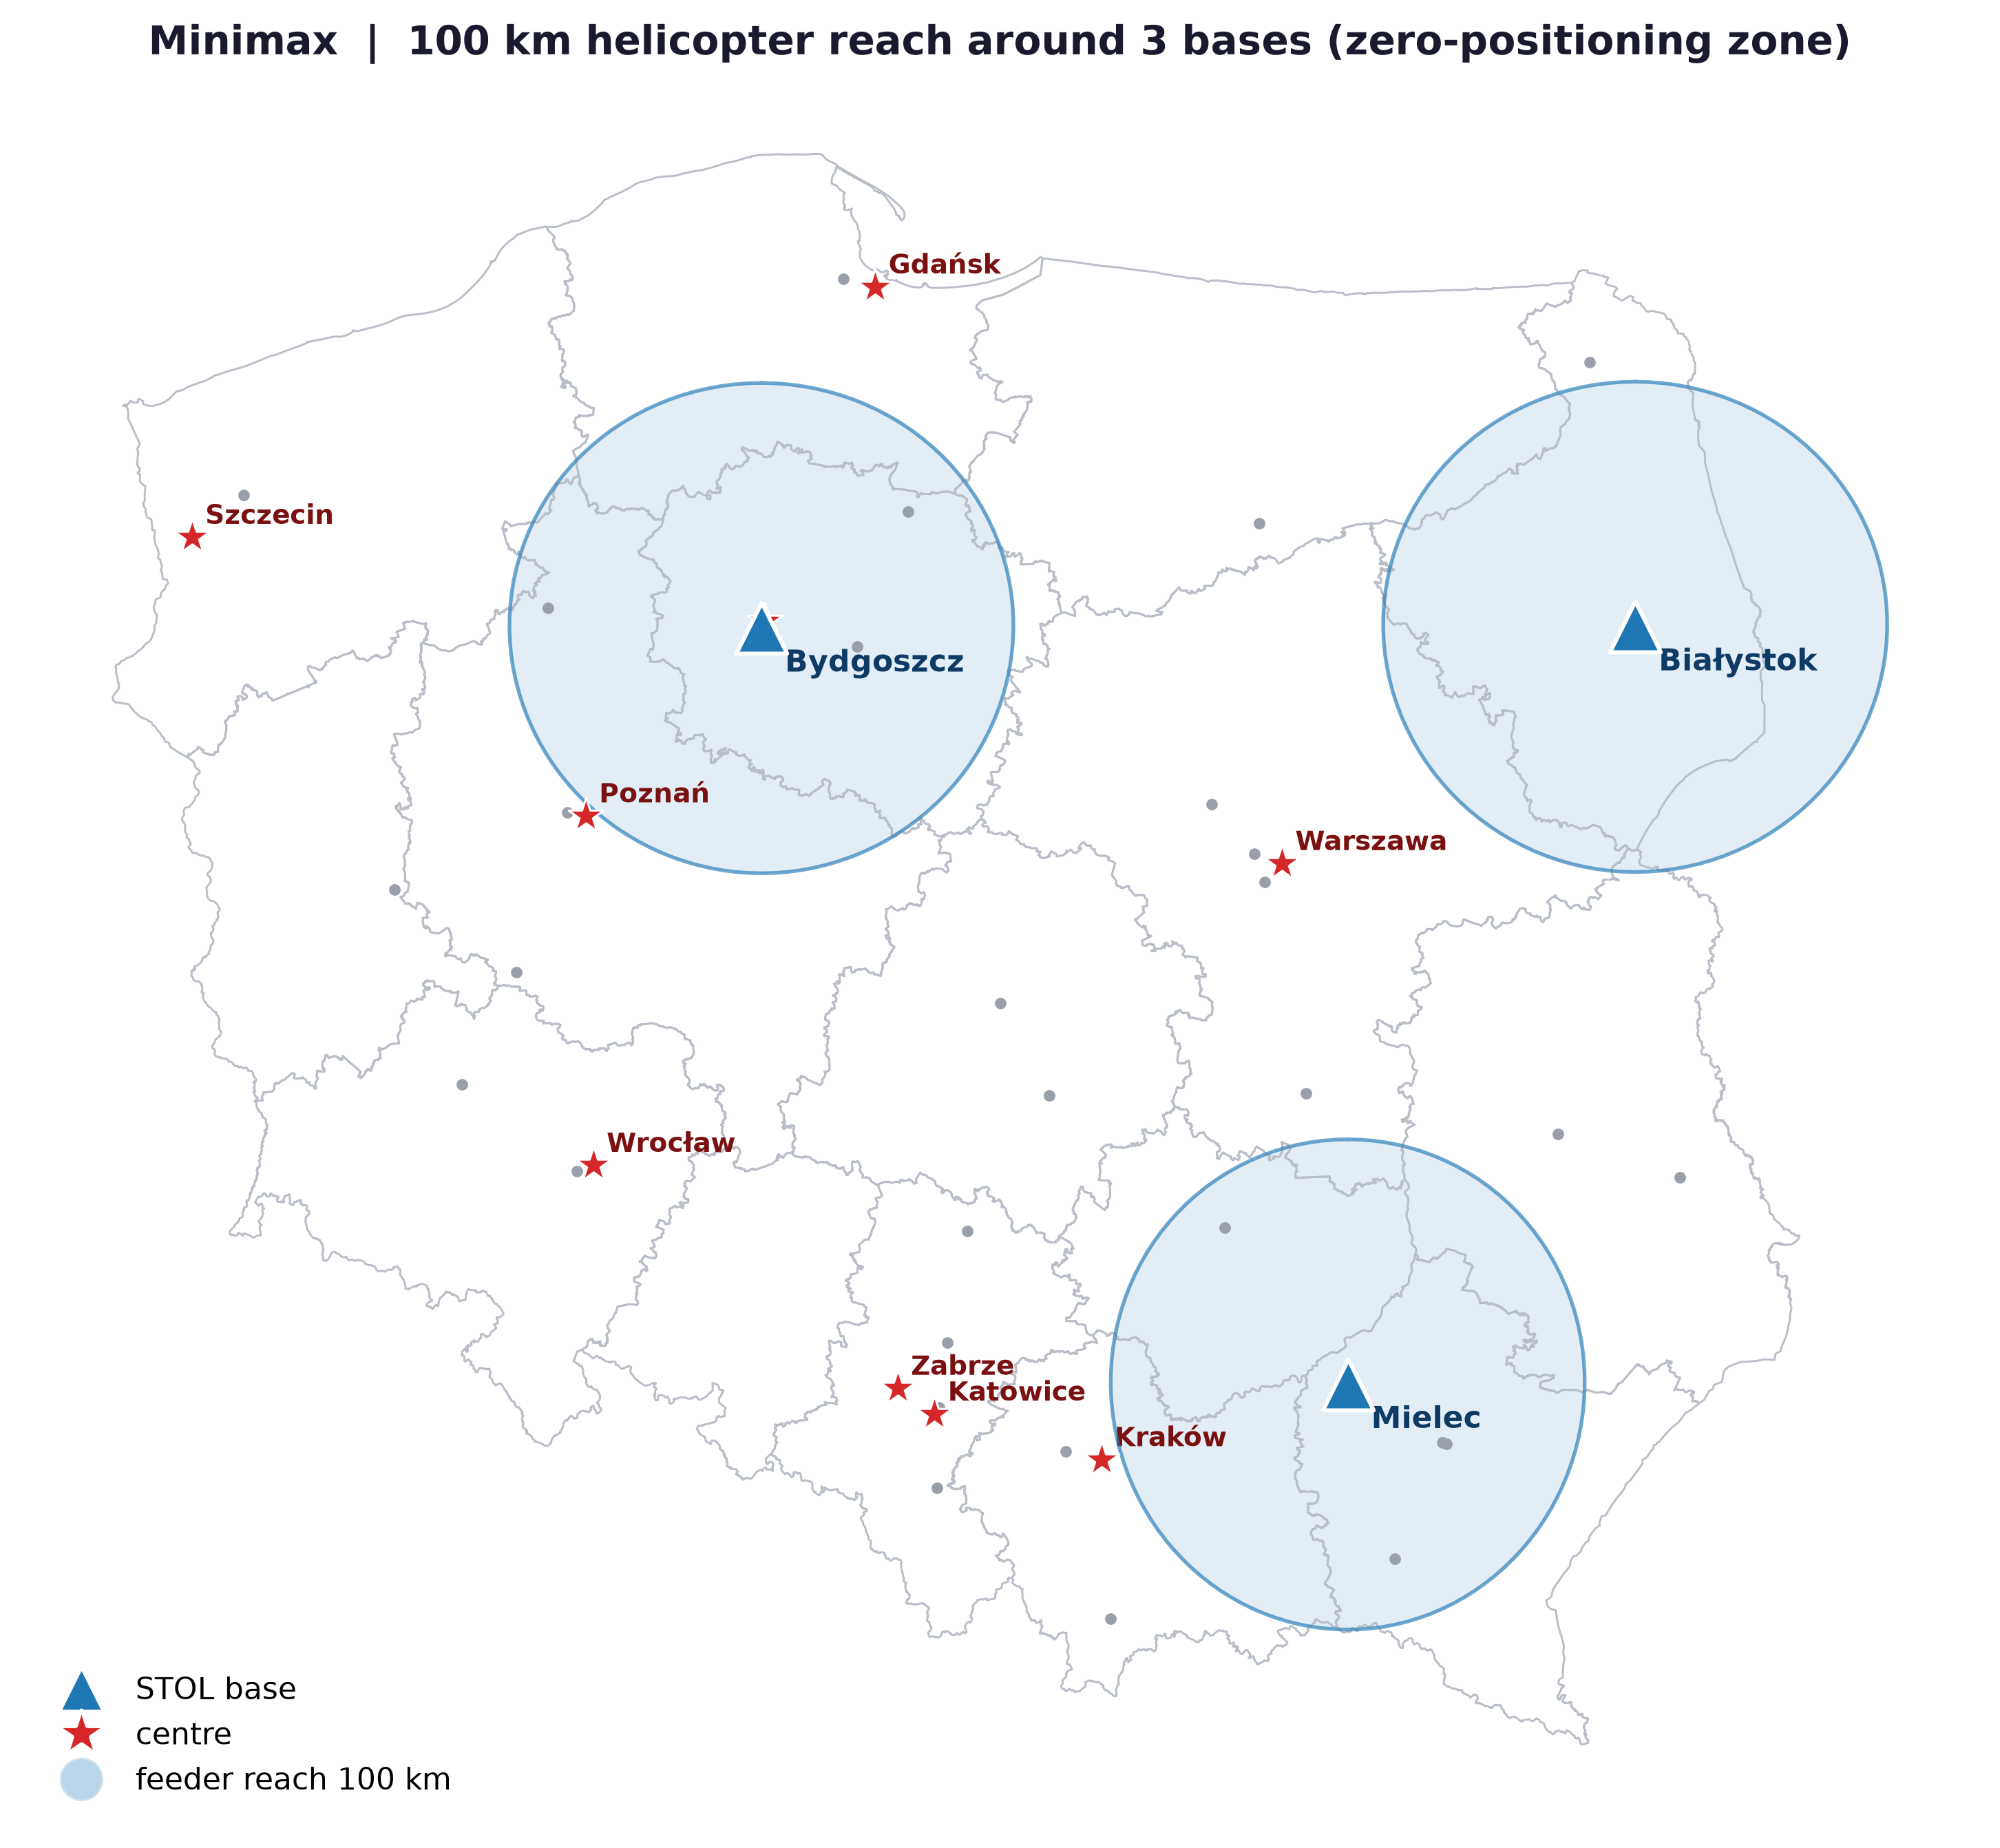 Minimax | 100 km helicopter reach around 3 bases (zero-positioning zone)
Gdańsk
Szczecin
Bydgoszcz
Białystok
Poznań
Warszawa
Wrocław
Zabrze
Katowice
Mielec
Kraków
STOL base
centre
feeder reach 100 km